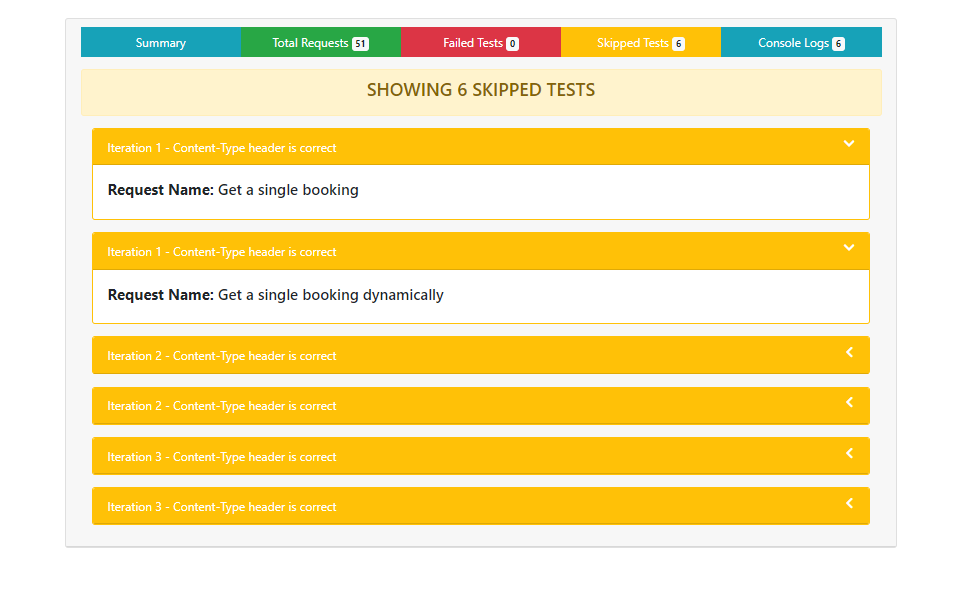 Summary Total Requests 51 Failed Tests 0 Skipped Tests 6 Console Logs 6
SHOWING 6 SKIPPED TESTS
Iteration 1 - Content-Type header is correct
Request Name: Get a single booking
Iteration 1 - Content-Type header is correct
Request Name: Get a single booking dynamically
Iteration 2 - Content-Type header is correct
Iteration 2 - Content-Type header is correct
Iteration 3 - Content-Type header is correct
Iteration 3 - Content-Type header is correct